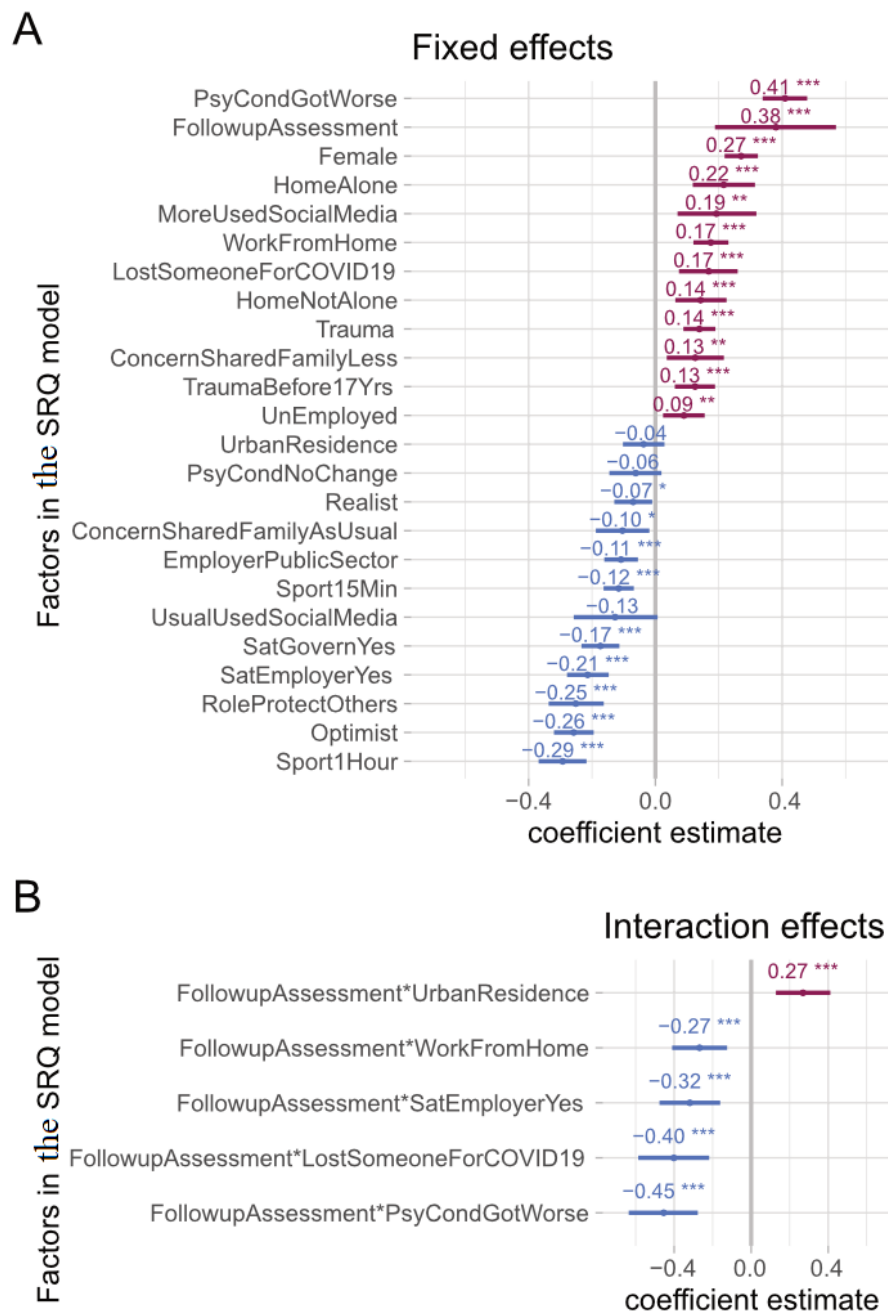 A
Fixed effects
Factors in the SRQ model
PsyCondGotWorse 0.41 ***
FollowupAssessment 0.38 ***
Female 0.27 ***
HomeAlone 0.22 ***
MoreUsedSocialMedia 0.19 **
WorkFromHome 0.17 ***
LostSomeoneForCOVID19 0.17 ***
HomeNotAlone 0.14 ***
Trauma 0.14 ***
ConcernSharedFamilyLess 0.13 **
TraumaBefore17Yrs 0.13 ***
UnEmployed 0.09 **
UrbanResidence −0.04
PsyCondNoChange −0.06
Realist −0.07 *
ConcernSharedFamilyAsUsual −0.10 *
EmployerPublicSector −0.11 ***
Sport15Min −0.12 ***
UsualUsedSocialMedia −0.13
SatGovernYes −0.17 ***
SatEmployerYes −0.21 ***
RoleProtectOthers −0.25 ***
Optimist −0.26 ***
Sport1Hour −0.29 ***
−0.4 0.0 0.4
coefficient estimate
B
Interaction effects
Factors in the SRQ model
FollowupAssessment*UrbanResidence 0.27 ***
FollowupAssessment*WorkFromHome −0.27 ***
FollowupAssessment*SatEmployerYes −0.32 ***
FollowupAssessment*LostSomeoneForCOVID19 −0.40 ***
FollowupAssessment*PsyCondGotWorse −0.45 ***
−0.4 0.0 0.4
coefficient estimate